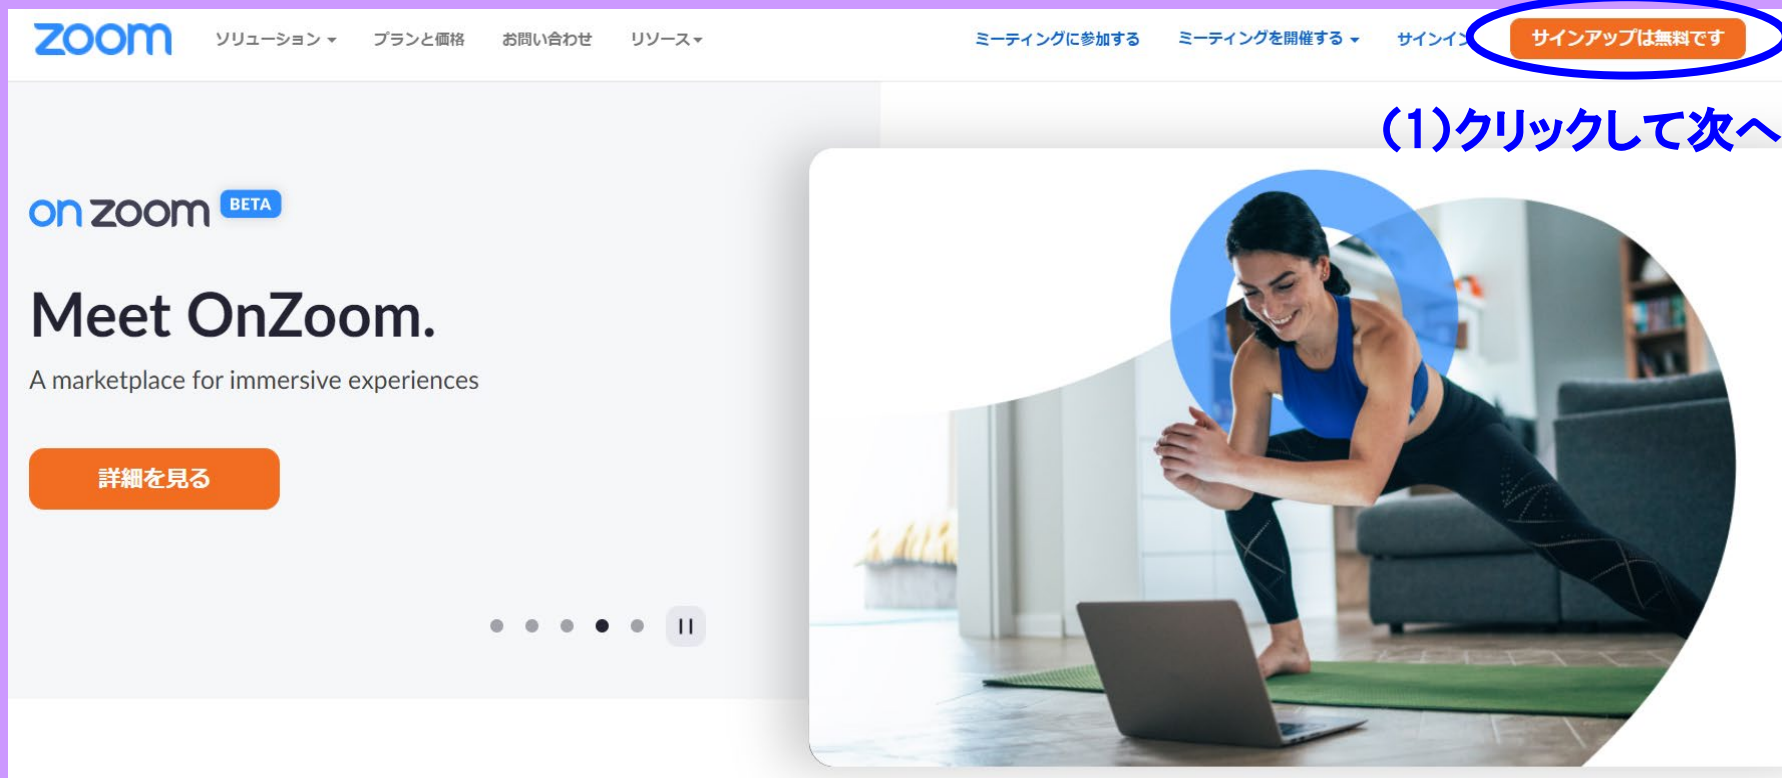 zoom ソリューション プランと価格 お問い合わせ リソース ミーティングに参加する ミーティングを開催する サインイン サインアップは無料です
(1)クリックして次へ
on zoom BETA
Meet OnZoom.
A marketplace for immersive experiences
詳細を見る